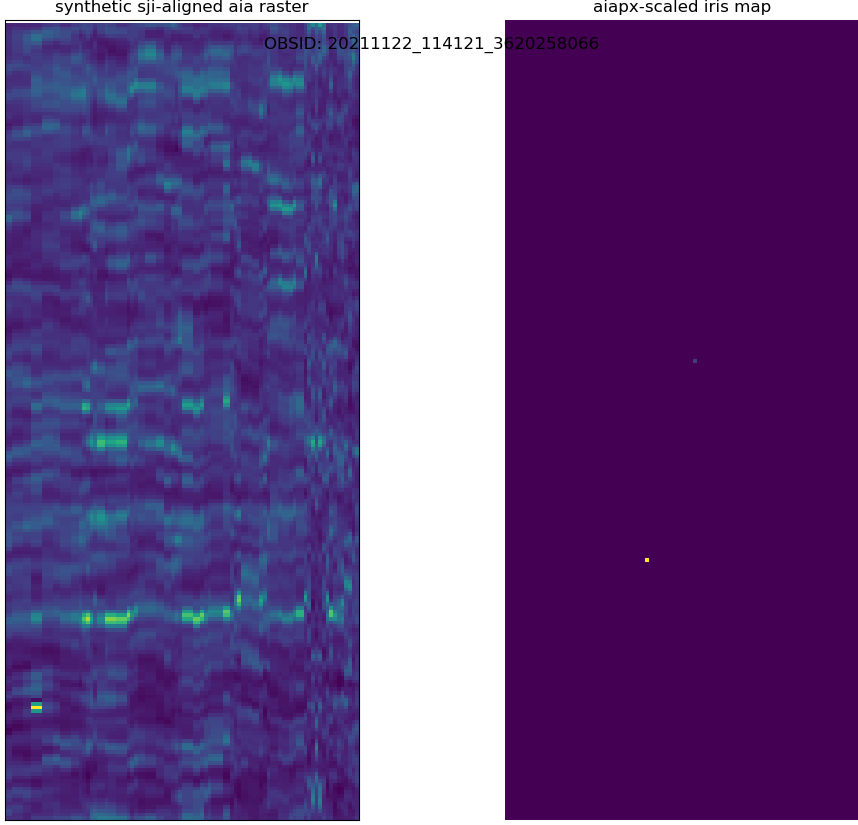 synthetic sji-aligned aia raster
aiapx-scaled iris map
OBSID: 20211122_114121_3620258066